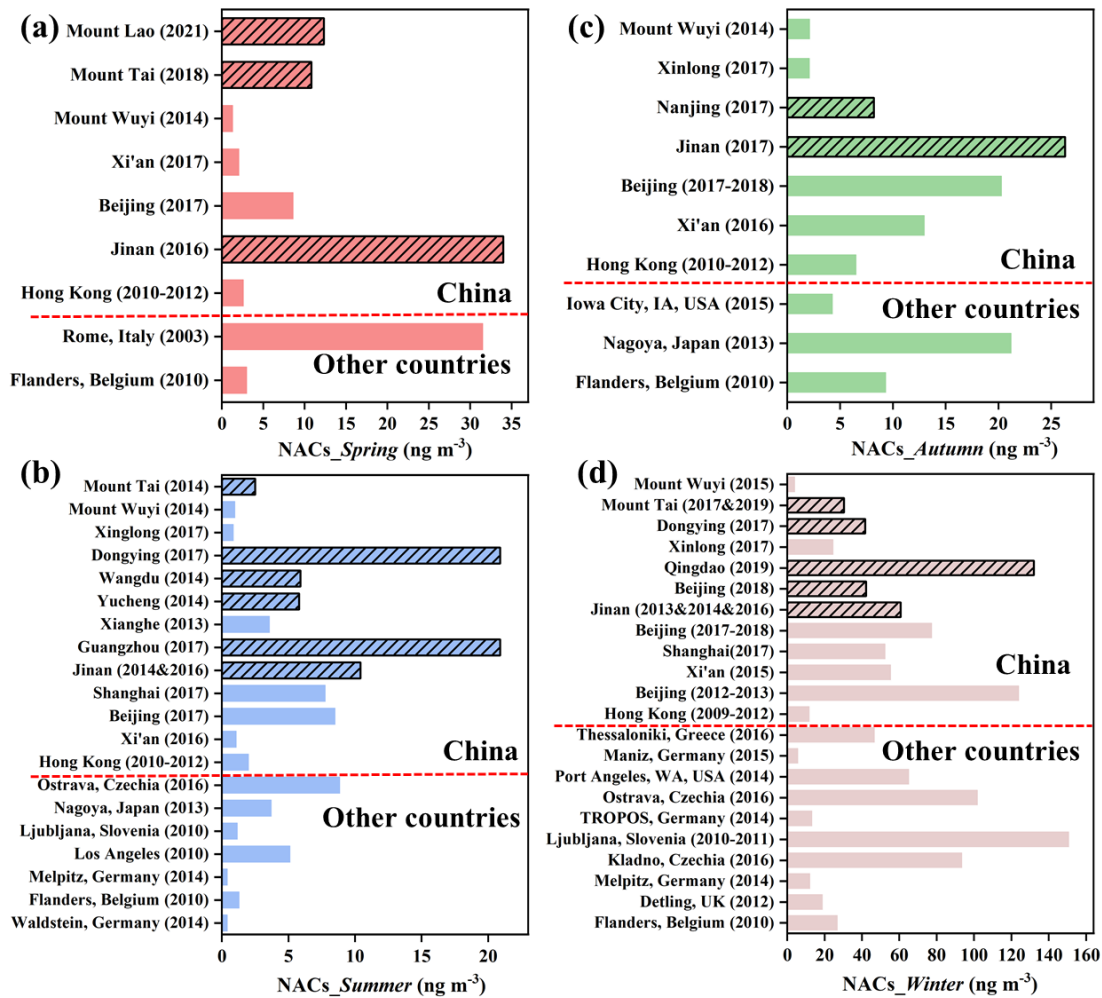 (a)
Mount Lao (2021)
Mount Tai (2018)
Mount Wuyi (2014)
Xi'an (2017)
Beijing (2017)
Jinan (2016)
Hong Kong (2010-2012)
China
Rome, Italy (2003)
Other countries
Flanders, Belgium (2010)
0 5 10 15 20 25 30 35
NACs_Spring (ng m-3)
(c)
Mount Wuyi (2014)
Xinlong (2017)
Nanjing (2017)
Jinan (2017)
Beijing (2017-2018)
Xi'an (2016)
Hong Kong (2010-2012)
China
Iowa City, IA, USA (2015)
Other countries
Nagoya, Japan (2013)
Flanders, Belgium (2010)
0 5 10 15 20 25
NACs_Autumn (ng m-3)
(b)
Mount Tai (2014)
Mount Wuyi (2014)
Xinglong (2017)
Dongying (2017)
Wangdu (2014)
Yucheng (2014)
Xianghe (2013)
Guangzhou (2017)
Jinan (2014&2016)
Shanghai (2017)
Beijing (2017)
Xi'an (2016)
China
Hong Kong (2010-2012)
Ostrava, Czechia (2016)
Nagoya, Japan (2013)
Other countries
Ljubljana, Slovenia (2010)
Los Angeles (2010)
Melpitz, Germany (2014)
Flanders, Belgium (2010)
Waldstein, Germany (2014)
0 5 10 15 20
NACs_Summer (ng m-3)
(d)
Mount Wuyi (2015)
Mount Tai (2017&2019)
Dongying (2017)
Xinlong (2017)
Qingdao (2019)
Beijing (2018)
Jinan (2013&2014&2016)
Beijing (2017-2018)
Shanghai(2017)
China
Xi'an (2015)
Beijing (2012-2013)
Hong Kong (2009-2012)
Thessaloniki, Greece (2016)
Other countries
Maniz, Germany (2015)
Port Angeles, WA, USA (2014)
Ostrava, Czechia (2016)
TROPOS, Germany (2014)
Ljubljana, Slovenia (2010-2011)
Kladno, Czechia (2016)
Melpitz, Germany (2014)
Detling, UK (2012)
Flanders, Belgium (2010)
0 20 40 60 80 100 120 140 160
NACs_Winter (ng m-3)